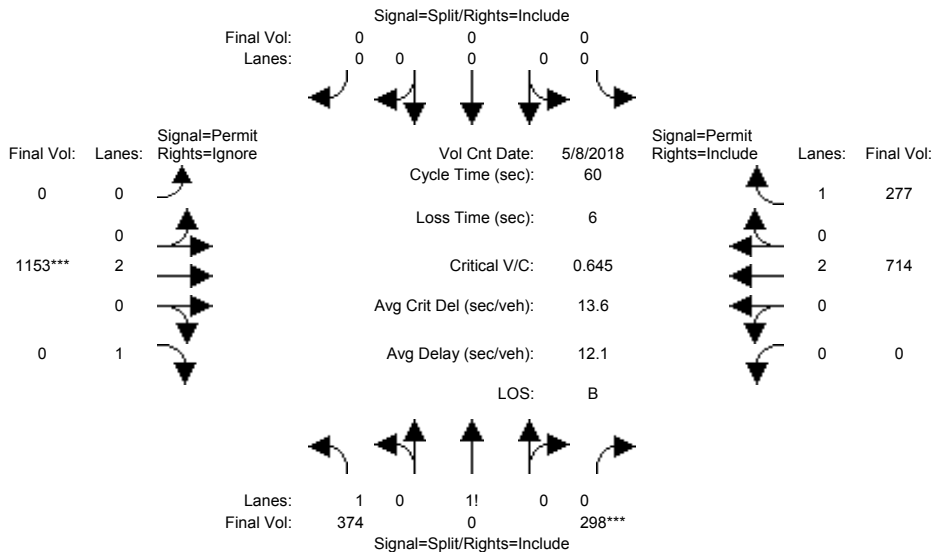 Signal=Split/Rights=Include
Final Vol: 0 0 0
Lanes: 0 0 0 0 0
Signal=Permit Signal=Permit
Final Vol: Lanes: Rights=Ignore Vol Cnt Date: 5/8/2018 Rights=Include Lanes: Final Vol:
Cycle Time (sec): 60
0 0 1 277
Loss Time (sec): 6
0 0
1153*** 2 Critical V/C: 0.645 2 714
0 Avg Crit Del (sec/veh): 13.6 0
0 1 Avg Delay (sec/veh): 12.1 0 0
LOS: B
Lanes: 1 0 1! 0 0
Final Vol: 374 0 298***
Signal=Split/Rights=Include